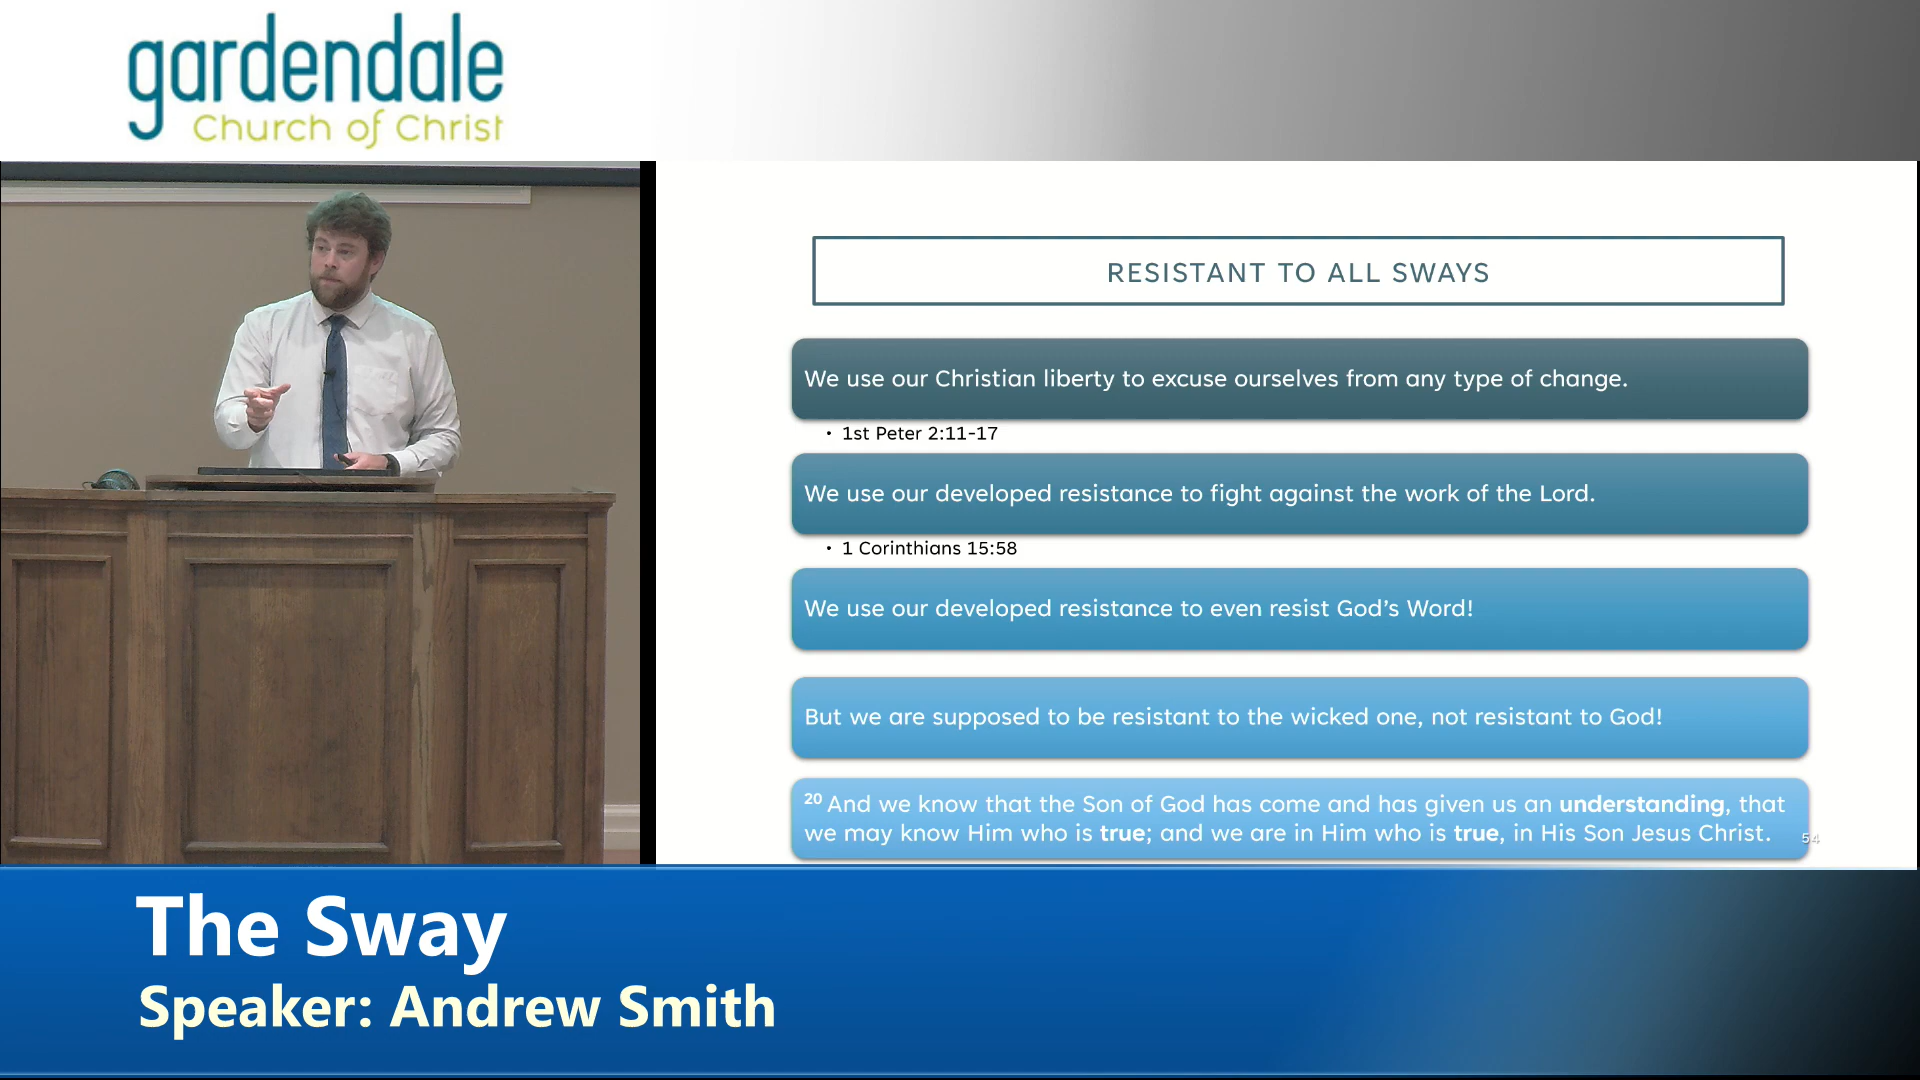 gardendale
Church of Christ
RESISTANT TO ALL SWAYS
We use our Christian liberty to excuse ourselves from any type of change.
• 1st Peter 2:11-17
We use our developed resistance to fight against the work of the Lord.
• 1 Corinthians 15:58
We use our developed resistance to even resist God’s Word!
But we are supposed to be resistant to the wicked one, not resistant to God!
20 And we know that the Son of God has come and has given us an understanding, that
we may know Him who is true; and we are in Him who is true, in His Son Jesus Christ.
54
The Sway
Speaker: Andrew Smith